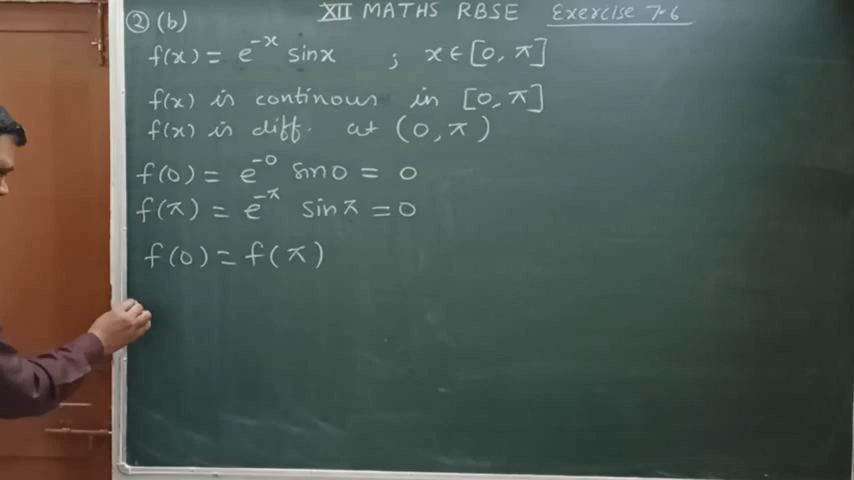 XII MATHS RBSE Exercise 7.6
② (b)
f(x) = e^-x sinx ; x ∈ [0, π]
f(x) is continous in [0, π]
f(x) is diff. at (0, π)
f(0) = e^-0 sin0 = 0
f(π) = e^-π sinπ = 0
f(0) = f(π)